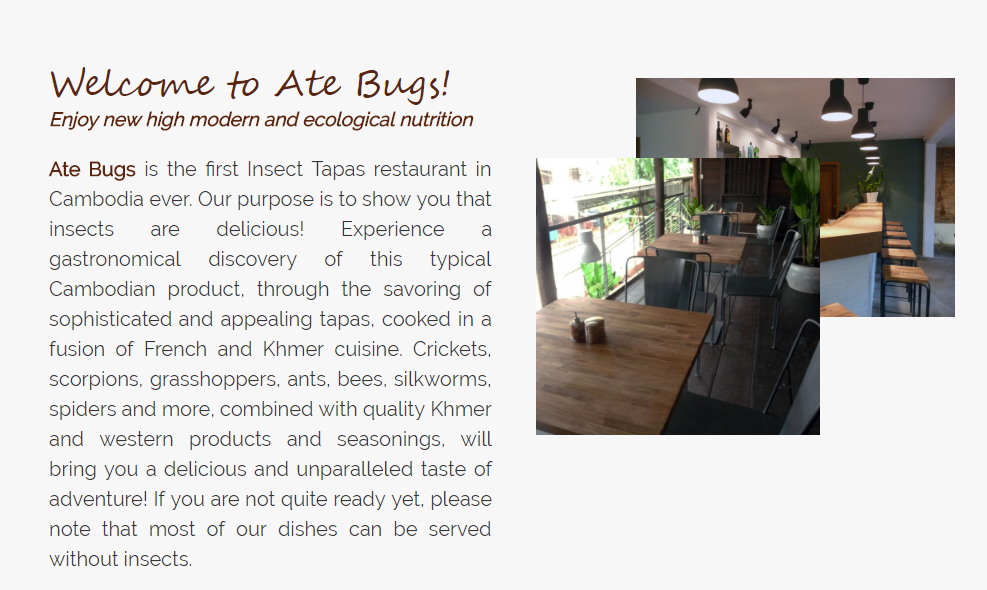 Welcome to Ate Bugs!
Enjoy new high modern and ecological nutrition
Ate Bugs is the first Insect Tapas restaurant in
Cambodia ever. Our purpose is to show you that
insects are delicious! Experience a
gastronomical discovery of this typical
Cambodian product, through the savoring of
sophisticated and appealing tapas, cooked in a
fusion of French and Khmer cuisine. Crickets,
scorpions, grasshoppers, ants, bees, silkworms,
spiders and more, combined with quality Khmer
and western products and seasonings, will
bring you a delicious and unparalleled taste of
adventure! If you are not quite ready yet, please
note that most of our dishes can be served
without insects.